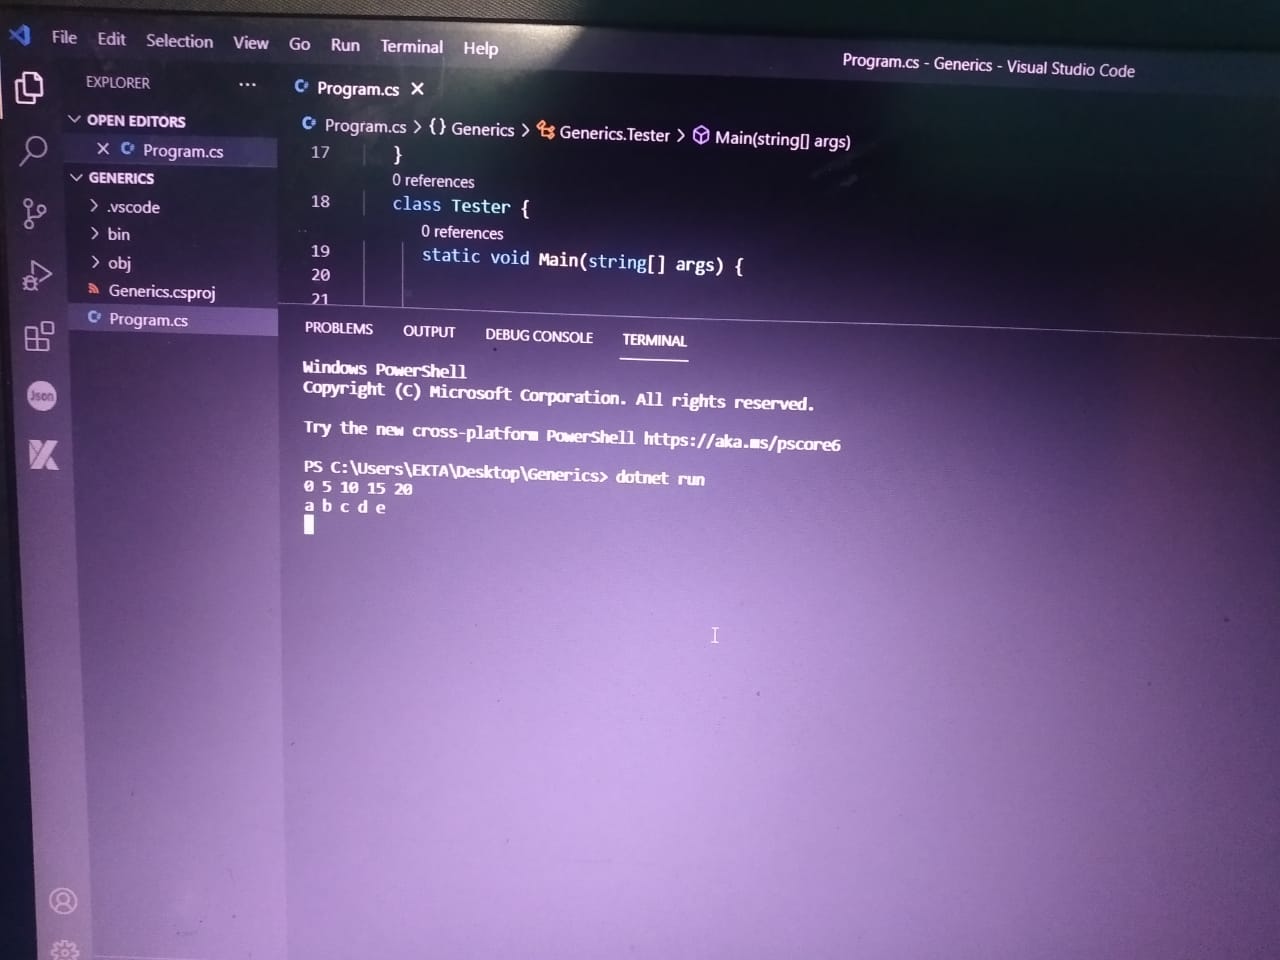 File Edit Selection View Go Run Terminal Help
Program.cs - Generics - Visual Studio Code
EXPLORER ···
OPEN EDITORS
Program.cs
GENERICS
.vscode
bin
obj
Generics.csproj
Program.cs
Json
Program.cs
Program.cs > {} Generics > Generics.Tester > Main(string[] args)
17 }
0 references
18 class Tester {
0 references
19 static void Main(string[] args) {
20
21
PROBLEMS OUTPUT DEBUG CONSOLE TERMINAL
Windows PowerShell
Copyright (C) Microsoft Corporation. All rights reserved.
Try the new cross-platform PowerShell https://aka.ms/pscore6
PS C:\Users\EKTA\Desktop\Generics> dotnet run
0 5 10 15 20
a b c d e